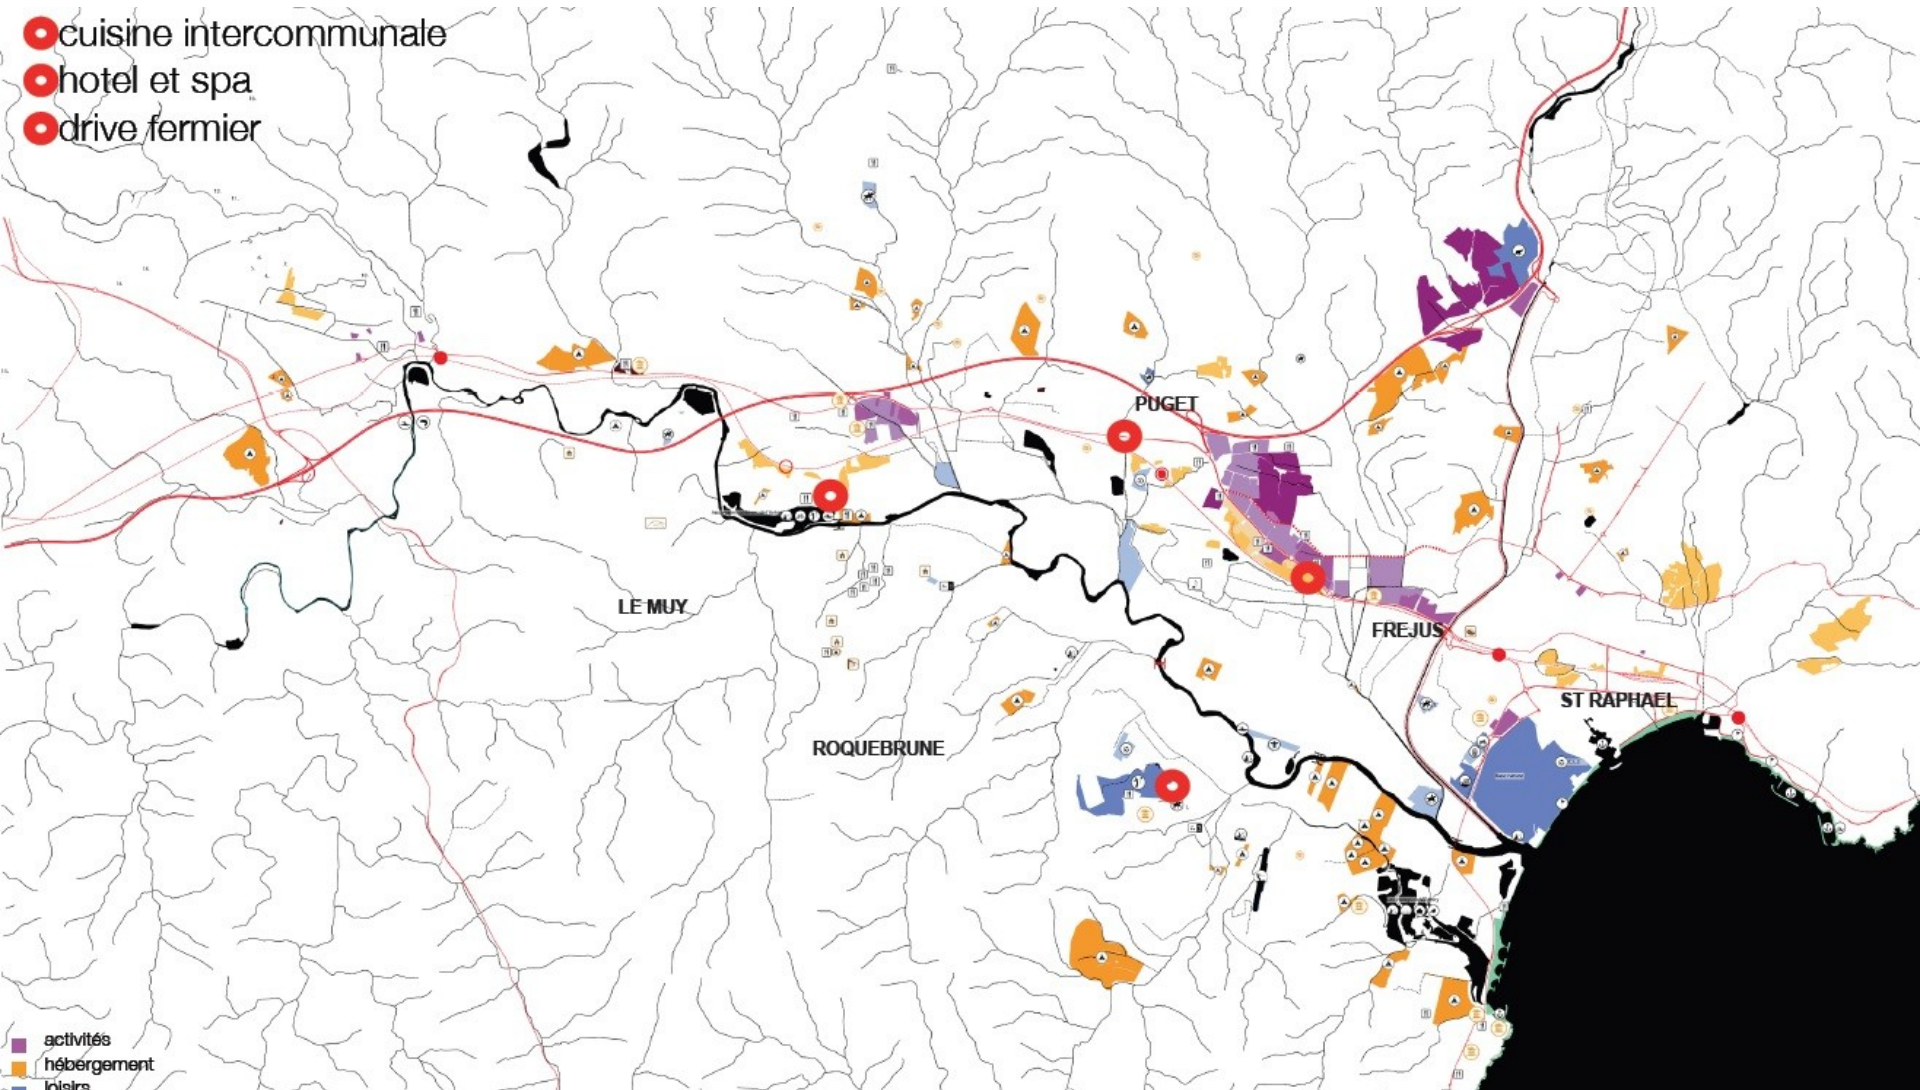 cuisine intercommunale
hotel et spa
drive fermier
PUGET
LE MUY
FREJUS
ST RAPHAEL
ROQUEBRUNE
activités
hébergement
loisirs